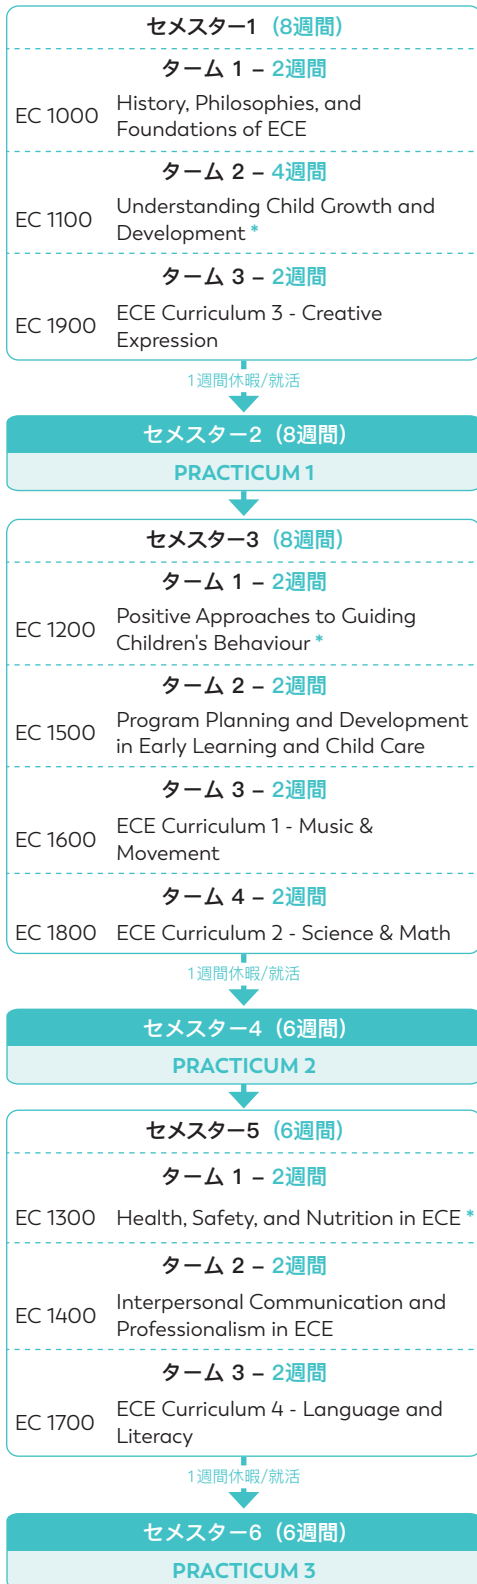 セメスター1（8週間）
ターム 1 – 2週間
EC 1000 History, Philosophies, and
Foundations of ECE
ターム 2 – 4週間
EC 1100 Understanding Child Growth and
Development *
ターム 3 – 2週間
EC 1900 ECE Curriculum 3 - Creative
Expression
1週間休暇/就活
セメスター2（8週間）
PRACTICUM 1
セメスター3（8週間）
ターム 1 – 2週間
EC 1200 Positive Approaches to Guiding
Children's Behaviour *
ターム 2 – 2週間
EC 1500 Program Planning and Development
in Early Learning and Child Care
ターム 3 – 2週間
EC 1600 ECE Curriculum 1 - Music &
Movement
ターム 4 – 2週間
EC 1800 ECE Curriculum 2 - Science & Math
1週間休暇/就活
セメスター4（6週間）
PRACTICUM 2
セメスター5（6週間）
ターム 1 – 2週間
EC 1300 Health, Safety, and Nutrition in ECE *
ターム 2 – 2週間
EC 1400 Interpersonal Communication and
Professionalism in ECE
ターム 3 – 2週間
EC 1700 ECE Curriculum 4 - Language and
Literacy
1週間休暇/就活
セメスター6（6週間）
PRACTICUM 3